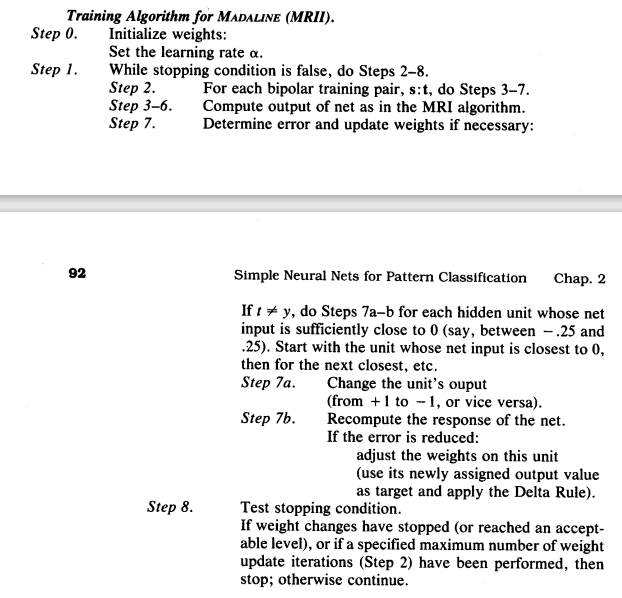 Training Algorithm for MADALINE (MRII).
Step 0. Initialize weights:
Set the learning rate α.
Step 1. While stopping condition is false, do Steps 2–8.
Step 2. For each bipolar training pair, s:t, do Steps 3–7.
Step 3–6. Compute output of net as in the MRI algorithm.
Step 7. Determine error and update weights if necessary:
92 Simple Neural Nets for Pattern Classification Chap. 2
If t ≠ y, do Steps 7a–b for each hidden unit whose net
input is sufficiently close to 0 (say, between – .25 and
.25). Start with the unit whose net input is closest to 0,
then for the next closest, etc.
Step 7a. Change the unit's ouput
(from +1 to –1, or vice versa).
Step 7b. Recompute the response of the net.
If the error is reduced:
adjust the weights on this unit
(use its newly assigned output value
as target and apply the Delta Rule).
Step 8. Test stopping condition.
If weight changes have stopped (or reached an accept-
able level), or if a specified maximum number of weight
update iterations (Step 2) have been performed, then
stop; otherwise continue.